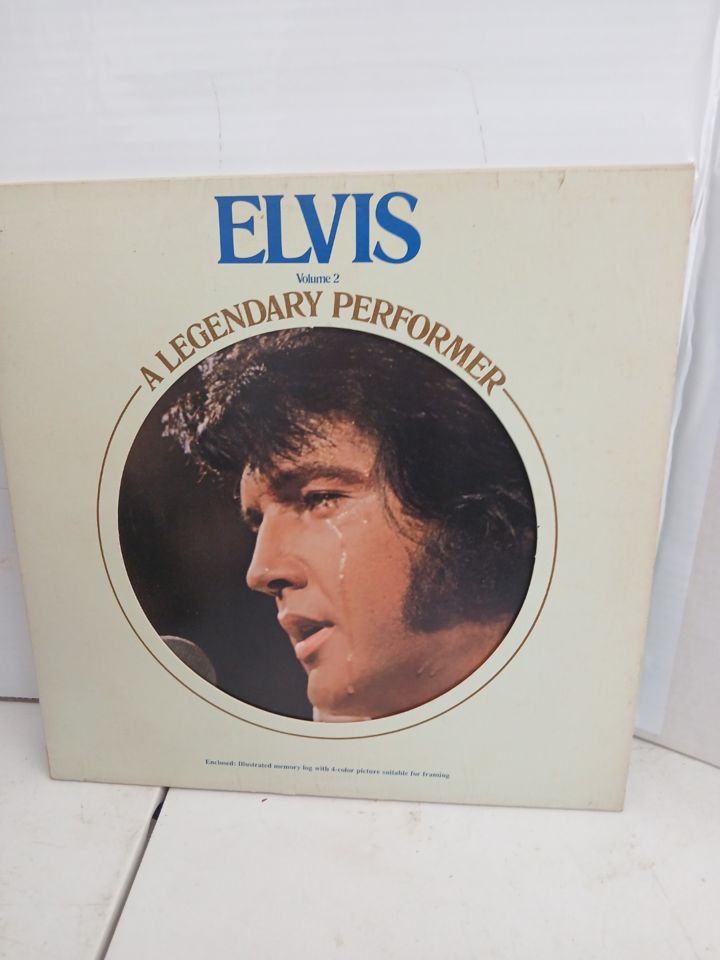 ELVIS
Volume 2
A LEGENDARY PERFORMER
Enclosed: Illustrated memory log with 4-color picture suitable for framing